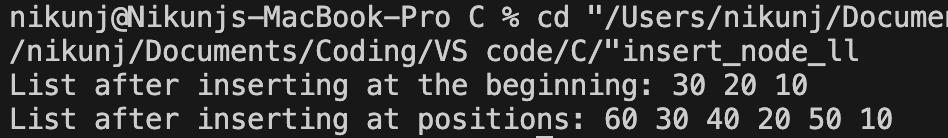 nikunj@Nikunjs-MacBook-Pro C % cd "/Users/nikunj/Docume
/nikunj/Documents/Coding/VS code/C/"insert_node_ll
List after inserting at the beginning: 30 20 10
List after inserting at positions: 60 30 40 20 50 10